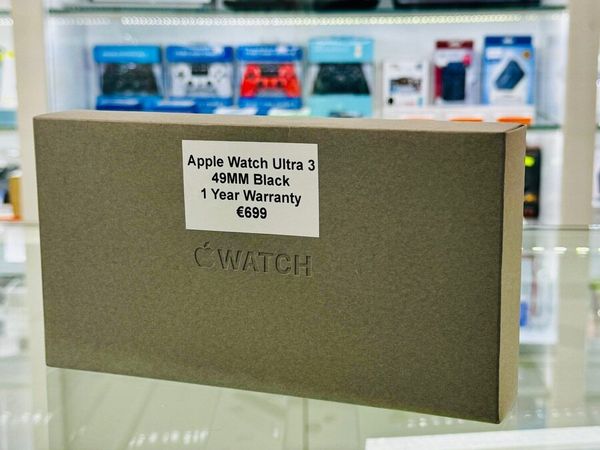 Apple Watch Ultra 3
49MM Black
1 Year Warranty
€699
WATCH